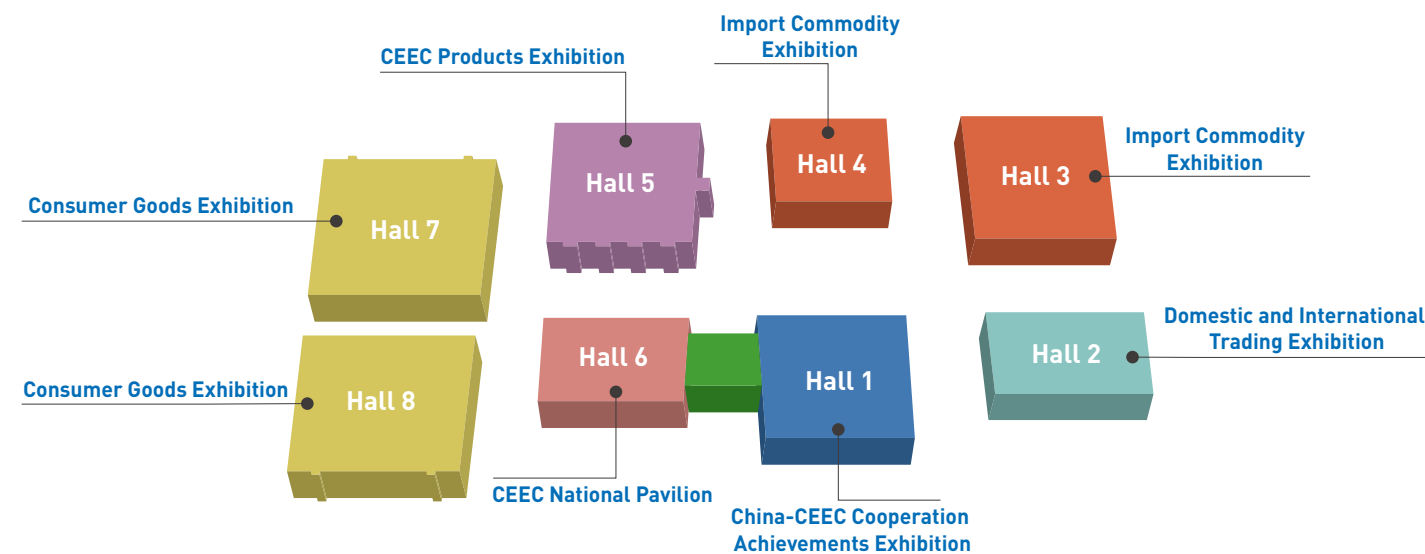 Import Commodity
Exhibition
CEEC Products Exhibition
Import Commodity
Exhibition
Hall 4
Hall 3
Hall 5
Consumer Goods Exhibition
Hall 7
Domestic and International
Trading Exhibition
Hall 6
Hall 2
Hall 1
Consumer Goods Exhibition
Hall 8
CEEC National Pavilion
China-CEEC Cooperation
Achievements Exhibition